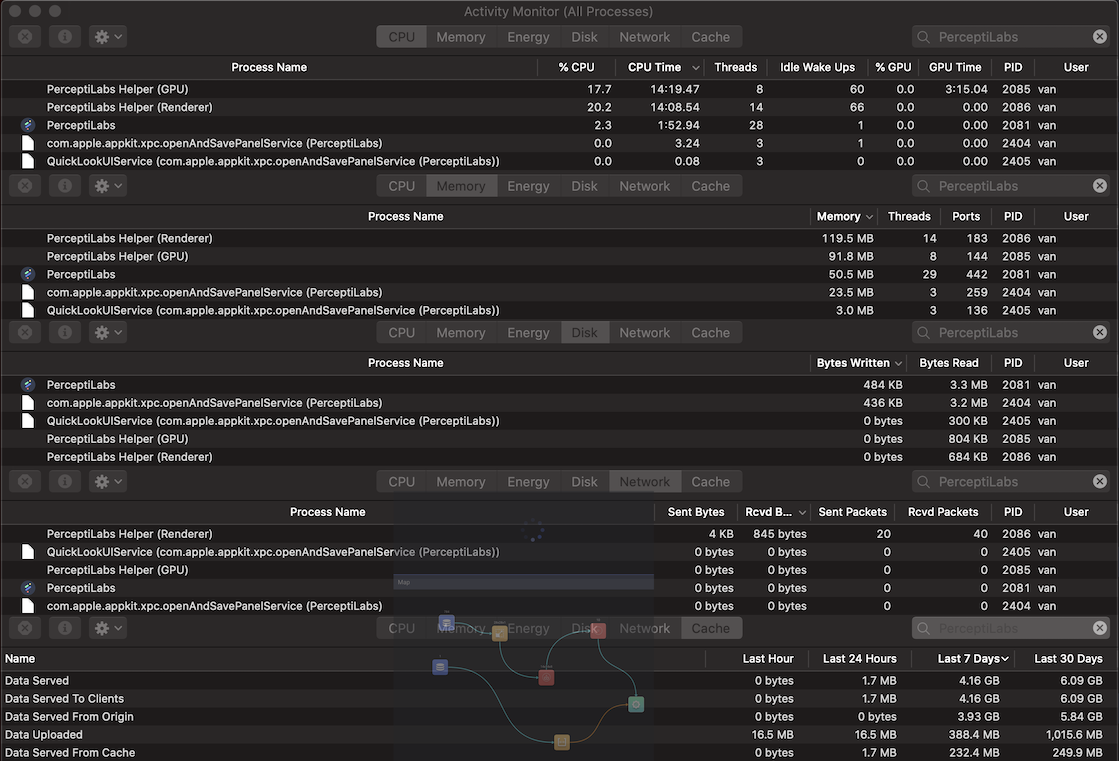 Activity Monitor (All Processes)
CPU Memory Energy Disk Network Cache PerceptiLabs
Process Name % CPU CPU Time Threads Idle Wake Ups % GPU GPU Time PID User
PerceptiLabs Helper (GPU) 17.7 14:19.47 8 60 0.0 3:15.04 2085 van
PerceptiLabs Helper (Renderer) 20.2 14:08.54 14 66 0.0 0.00 2086 van
PerceptiLabs 2.3 1:52.94 28 1 0.0 0.00 2081 van
com.apple.appkit.xpc.openAndSavePanelService (PerceptiLabs) 0.0 3.24 3 1 0.0 0.00 2404 van
QuickLookUIService (com.apple.appkit.xpc.openAndSavePanelService (PerceptiLabs)) 0.0 0.08 3 0 0.0 0.00 2405 van
CPU Memory Energy Disk Network Cache PerceptiLabs
Process Name Memory Threads Ports PID User
PerceptiLabs Helper (Renderer) 119.5 MB 14 183 2086 van
PerceptiLabs Helper (GPU) 91.8 MB 8 144 2085 van
PerceptiLabs 50.5 MB 29 442 2081 van
com.apple.appkit.xpc.openAndSavePanelService (PerceptiLabs) 23.5 MB 3 259 2404 van
QuickLookUIService (com.apple.appkit.xpc.openAndSavePanelService (PerceptiLabs)) 3.0 MB 3 136 2405 van
CPU Memory Energy Disk Network Cache PerceptiLabs
Process Name Bytes Written Bytes Read PID User
PerceptiLabs 484 KB 3.3 MB 2081 van
com.apple.appkit.xpc.openAndSavePanelService (PerceptiLabs) 436 KB 3.2 MB 2404 van
QuickLookUIService (com.apple.appkit.xpc.openAndSavePanelService (PerceptiLabs)) 0 bytes 300 KB 2405 van
PerceptiLabs Helper (GPU) 0 bytes 804 KB 2085 van
PerceptiLabs Helper (Renderer) 0 bytes 684 KB 2086 van
CPU Memory Energy Disk Network Cache PerceptiLabs
Process Name Sent Bytes Rcvd B... Sent Packets Rcvd Packets PID User
PerceptiLabs Helper (Renderer) 4 KB 845 bytes 20 40 2086 van
QuickLookUIService (com.apple.appkit.xpc.openAndSavePanelService (PerceptiLabs)) 0 bytes 0 bytes 0 0 2405 van
PerceptiLabs Helper (GPU) 0 bytes 0 bytes 0 0 2085 van
Map
PerceptiLabs 0 bytes 0 bytes 0 0 2081 van
com.apple.appkit.xpc.openAndSavePanelService (PerceptiLabs) 0 bytes 0 bytes 0 0 2404 van
CPU Memory Energy Disk Network Cache PerceptiLabs
Name Last Hour Last 24 Hours Last 7 Days Last 30 Days
Data Served 0 bytes 1.7 MB 4.16 GB 6.09 GB
Data Served To Clients 0 bytes 1.7 MB 4.16 GB 6.09 GB
Data Served From Origin 0 bytes 0 bytes 3.93 GB 5.84 GB
Data Uploaded 16.5 MB 16.5 MB 388.4 MB 1,015.6 MB
Data Served From Cache 0 bytes 1.7 MB 232.4 MB 249.9 MB